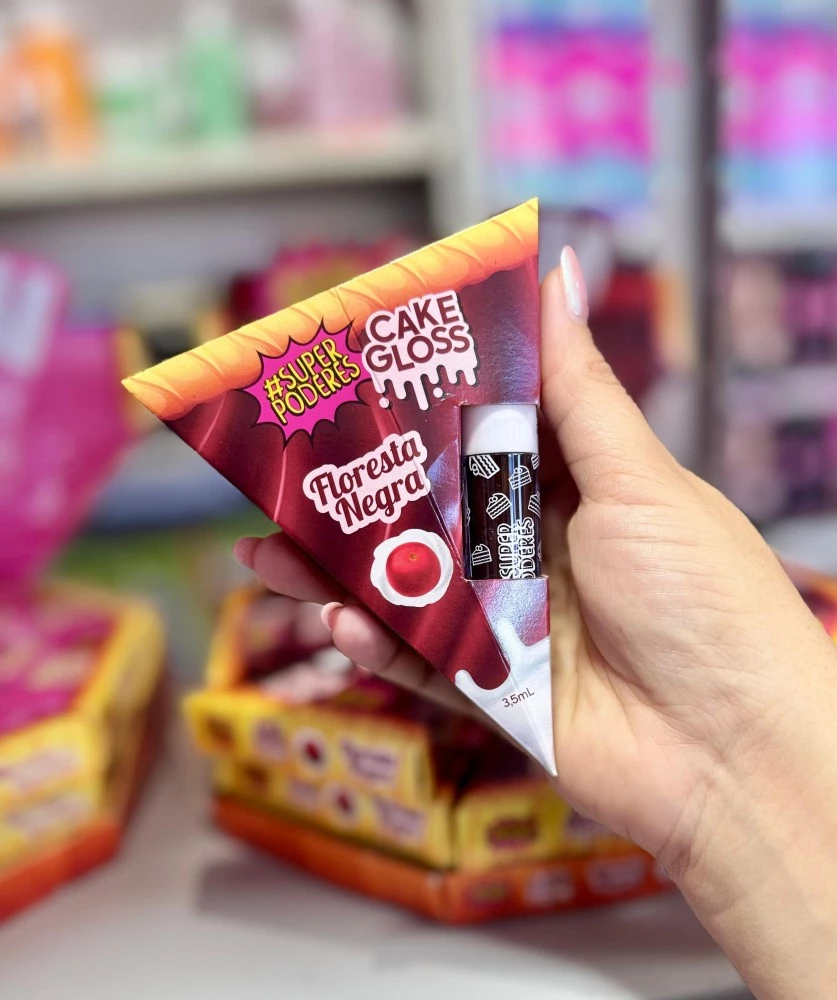 #SUPER
PODERES
CAKE
GLOSS
Floresta
Negra
SUPER
PODERES
3,5mL